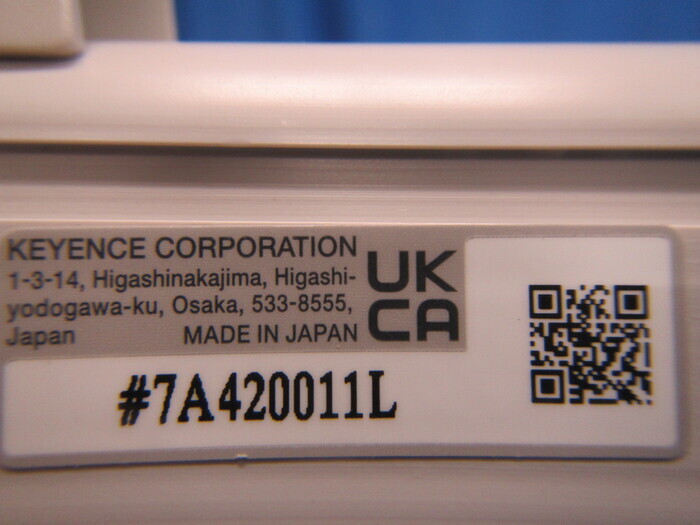 KEYENCE CORPORATION
1-3-14, Higashinakajima, Higashi-
yodogawa-ku, Osaka, 533-8555,
Japan MADE IN JAPAN
UK
CA
#7A420011L